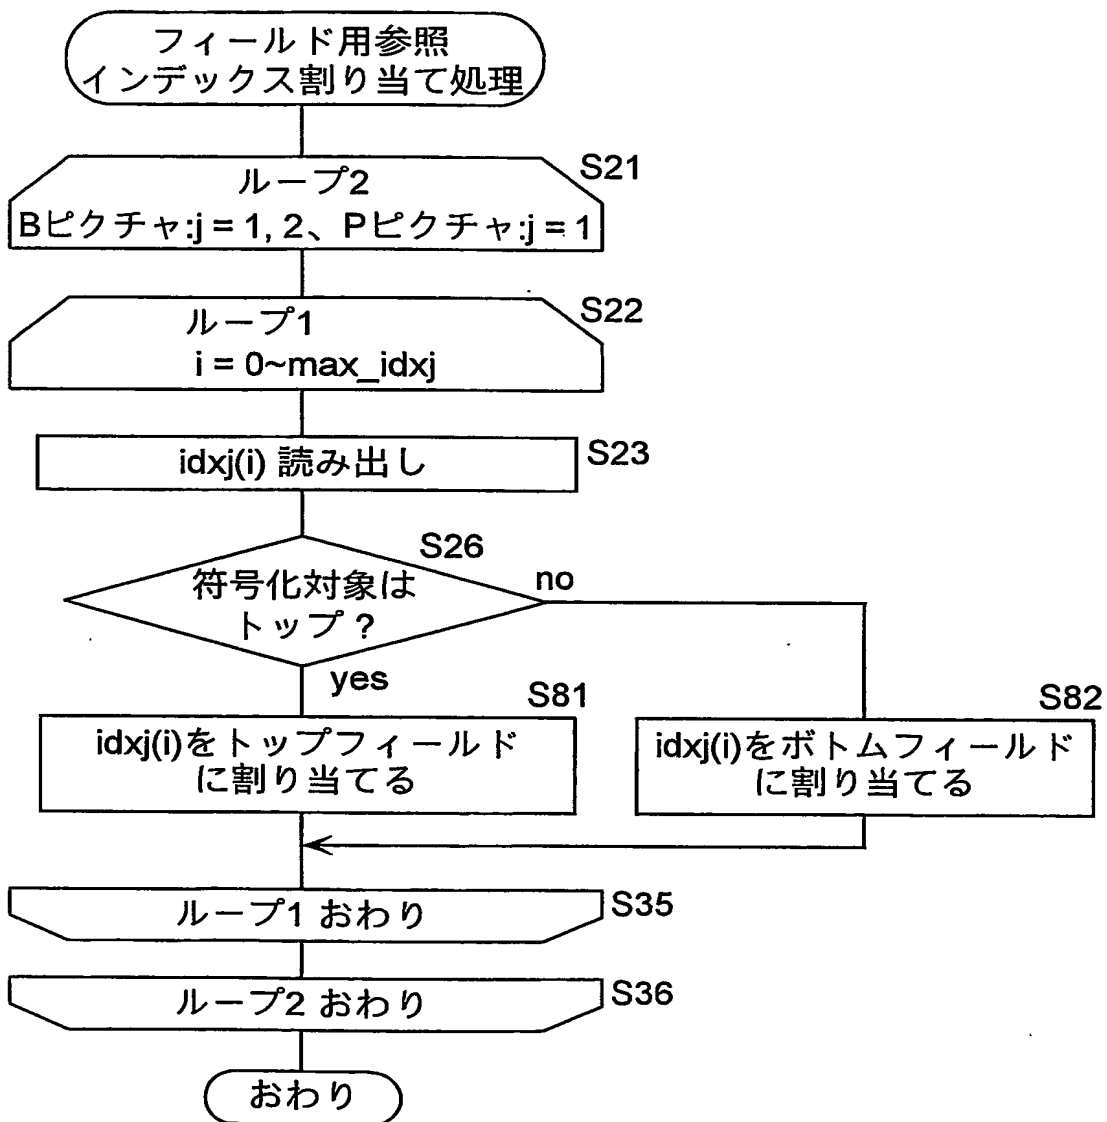 フィールド用参照
インデックス割り当て処理
S21
ループ2
Bピクチャ:j = 1, 2、Pピクチャ:j = 1
S22
ループ1
i = 0~max_idxj
idxj(i) 読み出し
S23
S26
符号化対象は
トップ?
no
yes
S81
idxj(i)をトップフィールド
に割り当てる
S82
idxj(i)をボトムフィールド
に割り当てる
ループ1 おわり
S35
ループ2 おわり
S36
おわり